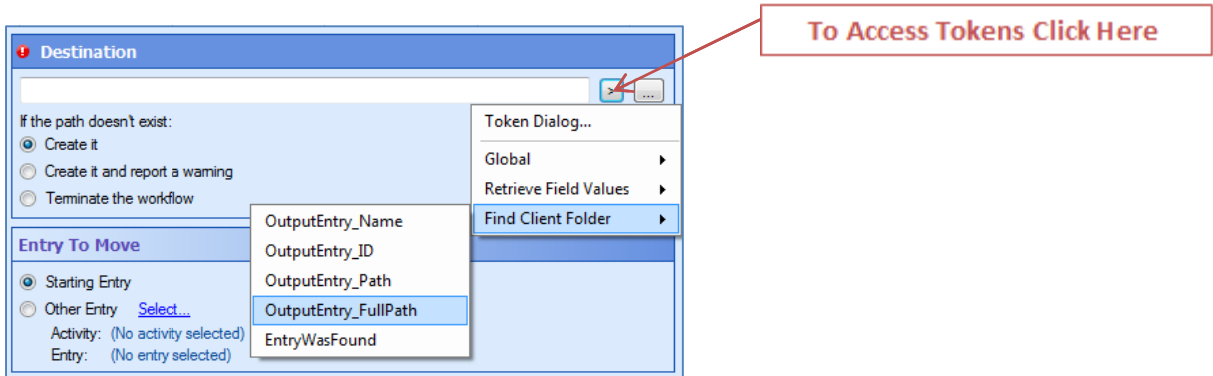 To Access Tokens Click Here
Destination
> ...
If the path doesn't exist:
Create it
Create it and report a warning
Terminate the workflow
Token Dialog...
Global
Retrieve Field Values
Find Client Folder
OutputEntry_Name
OutputEntry_ID
OutputEntry_Path
OutputEntry_FullPath
EntryWasFound
Entry To Move
Starting Entry
Other Entry Select...
Activity: (No activity selected)
Entry: (No entry selected)